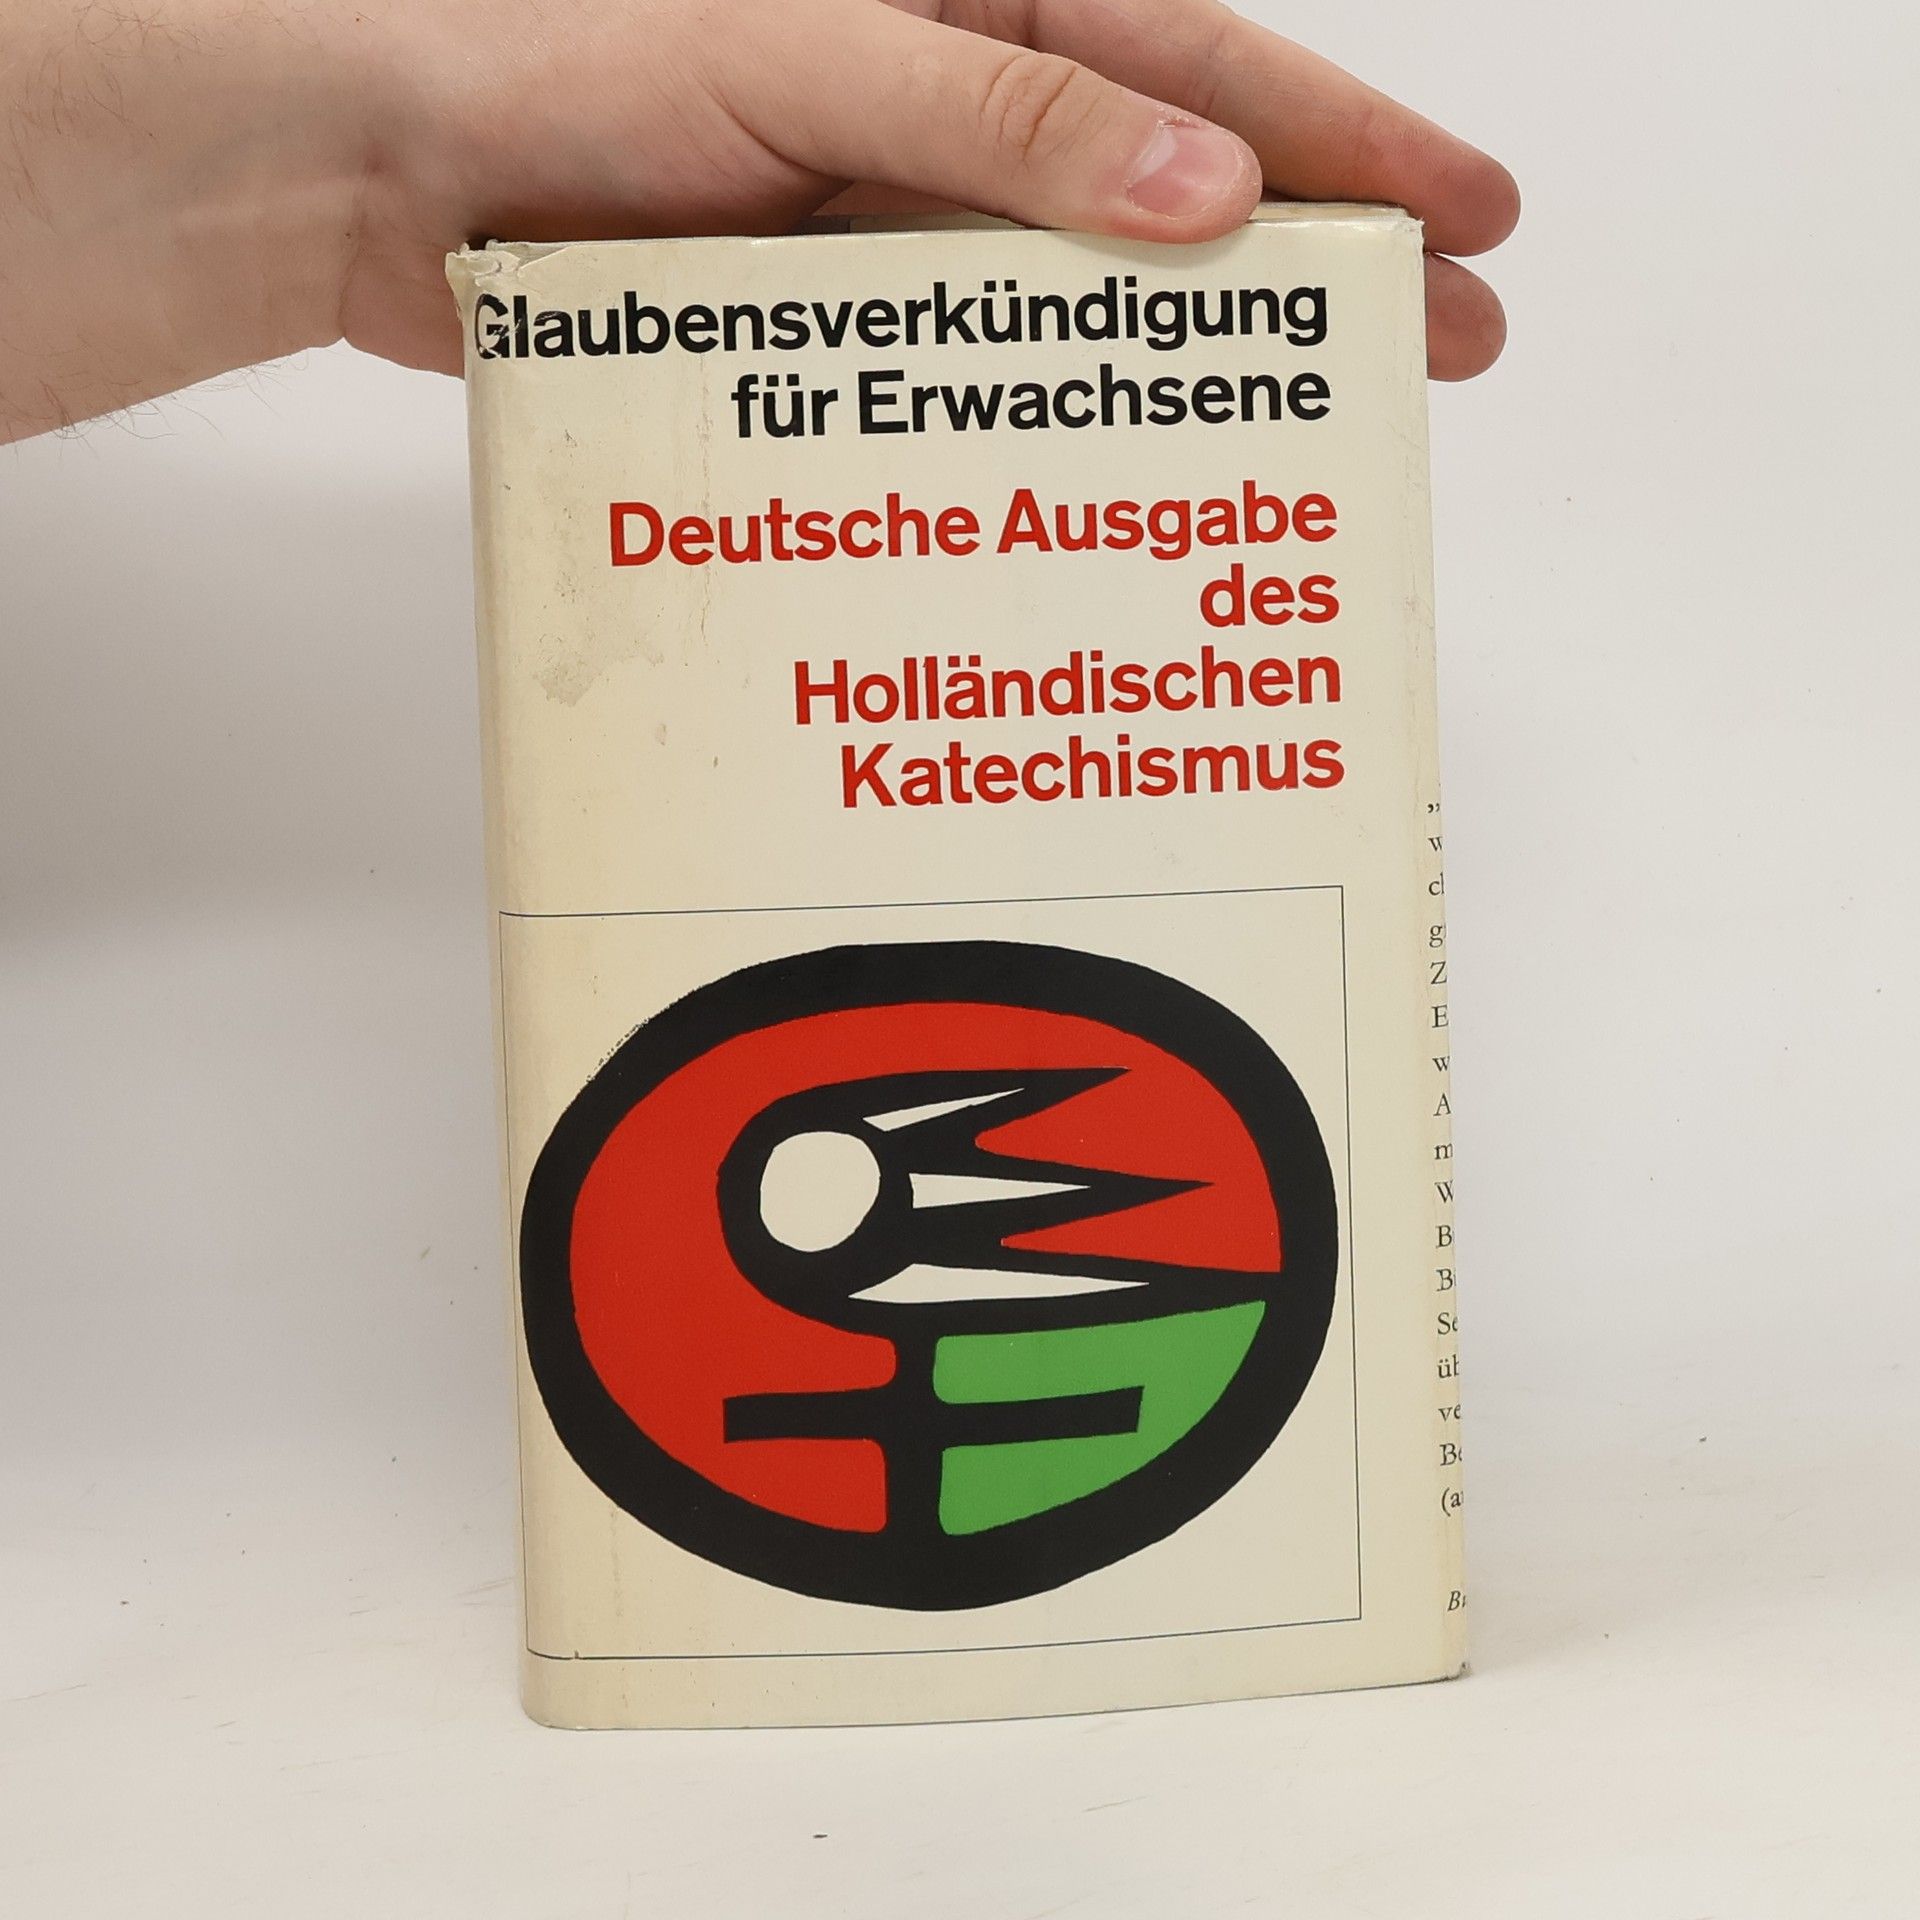 Glaubensverkündigung
für Erwachsene
Deutsche Ausgabe
des
Holländischen
Katechismus